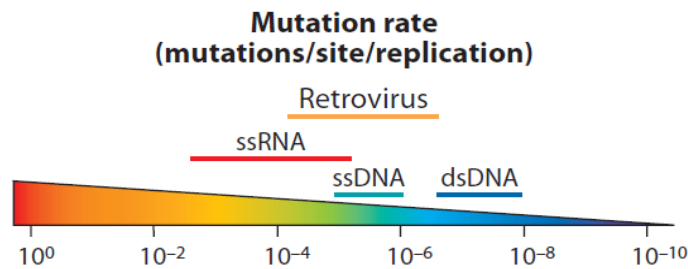 Mutation rate
(mutations/site/replication)
Retrovirus
ssRNA
ssDNA dsDNA
10⁰ 10⁻² 10⁻⁴ 10⁻⁶ 10⁻⁸ 10⁻¹⁰